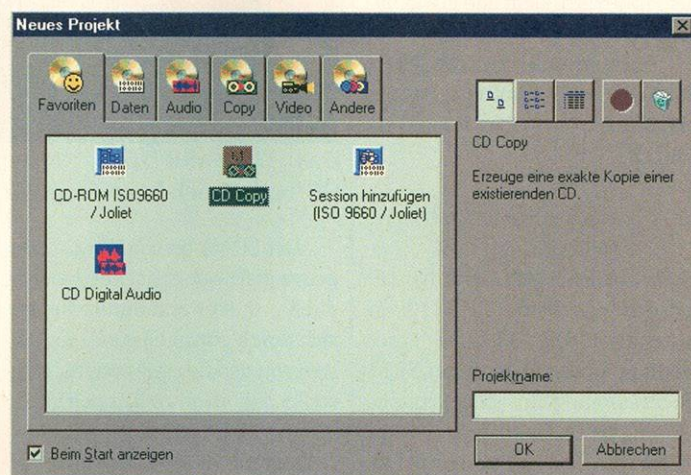 Neues Projekt
Favoriten
Daten
Audio
Copy
Video
Andere
CD-ROM ISO9660
/ Joliet
CD Copy
Session hinzufügen
(ISO 9660 / Joliet)
CD Digital Audio
CD Copy
Erzeuge eine exakte Kopie einer
existierenden CD.
Projektname:
Beim Start anzeigen
OK
Abbrechen